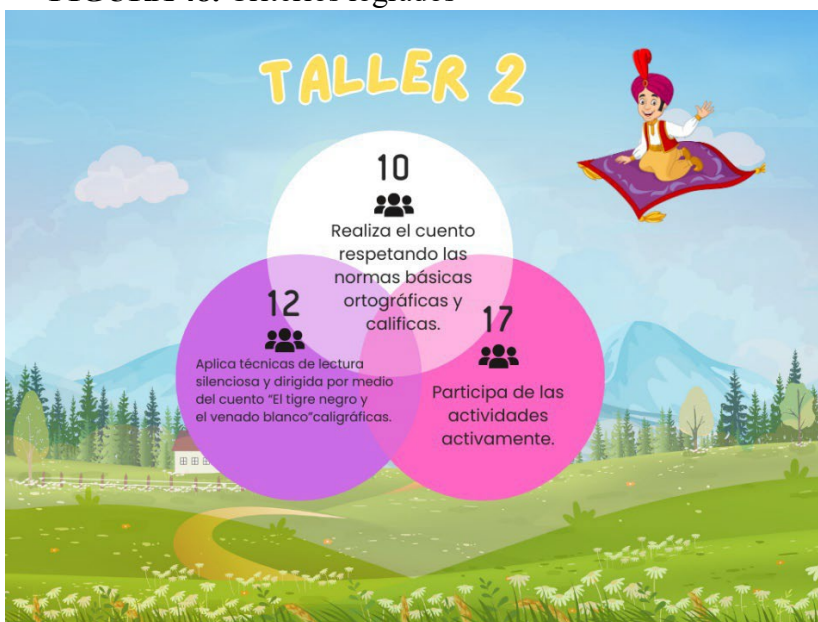 TALLER 2
10
Realiza el cuento
respetando las
normas básicas
ortográficas y
calificas.
12
Aplica técnicas de lectura
silenciosa y dirigida por medio
del cuento "El tigre negro y
el venado blanco"caligráficas.
17
Participa de las
actividades
activamente.